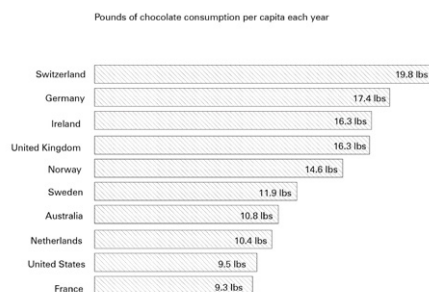 Pounds of chocolate consumption per capita each year
Switzerland 19.8 lbs
Germany 17.4 lbs
Ireland 16.3 lbs
United Kingdom 16.3 lbs
Norway 14.6 lbs
Sweden 11.9 lbs
Australia 10.8 lbs
Netherlands 10.4 lbs
United States 9.5 lbs
France 9.3 lbs